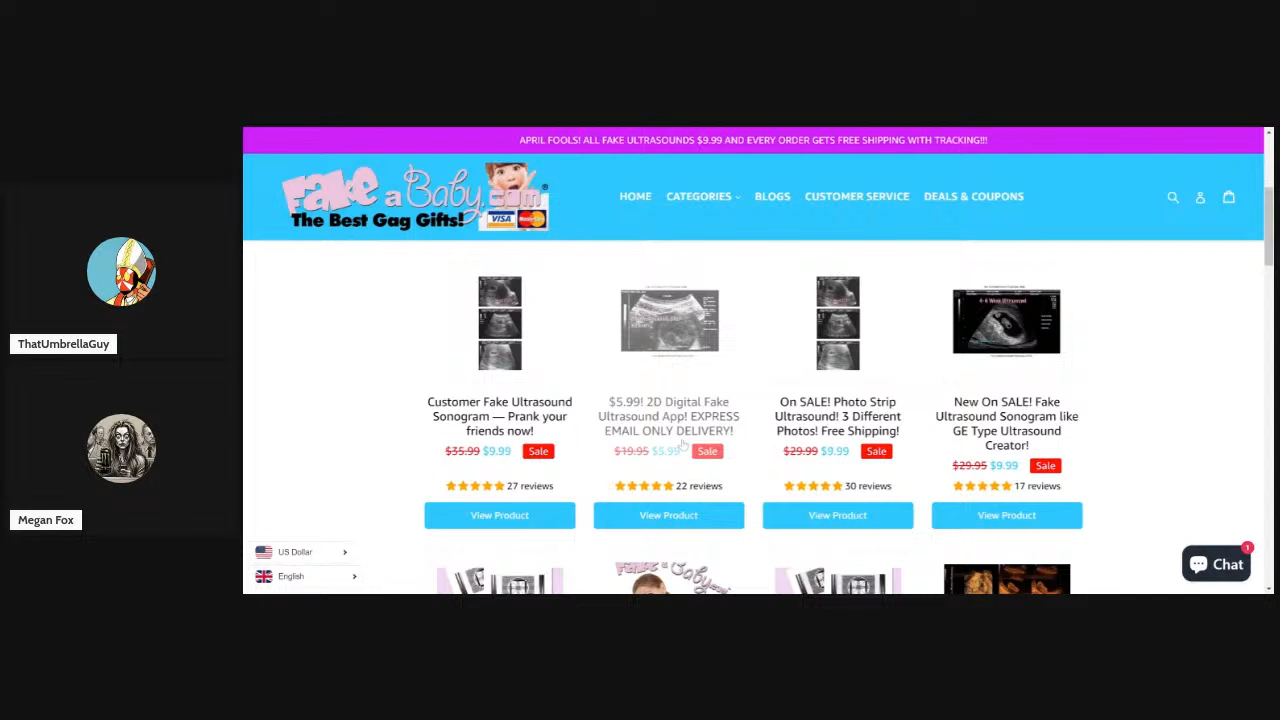 APRIL FOOLS! ALL FAKE ULTRASOUNDS $9.99 AND EVERY ORDER GETS FREE SHIPPING WITH TRACKING!!!
Fake a Baby.com®
The Best Gag Gifts!
VISA
MasterCard
HOME
CATEGORIES
BLOGS
CUSTOMER SERVICE
DEALS & COUPONS
ThatUmbrellaGuy
Megan Fox
Customer Fake Ultrasound
Sonogram — Prank your
friends now!
$35.99 $9.99 Sale
27 reviews
View Product
$5.99! 2D Digital Fake
Ultrasound App! EXPRESS
EMAIL ONLY DELIVERY!
$19.95 $5.99 Sale
22 reviews
View Product
On SALE! Photo Strip
Ultrasound! 3 Different
Photos! Free Shipping!
$29.99 $9.99 Sale
30 reviews
View Product
New On SALE! Fake
Ultrasound Sonogram like
GE Type Ultrasound
Creator!
$29.95 $9.99 Sale
17 reviews
View Product
US Dollar
English
Fake a Baby
1
Chat